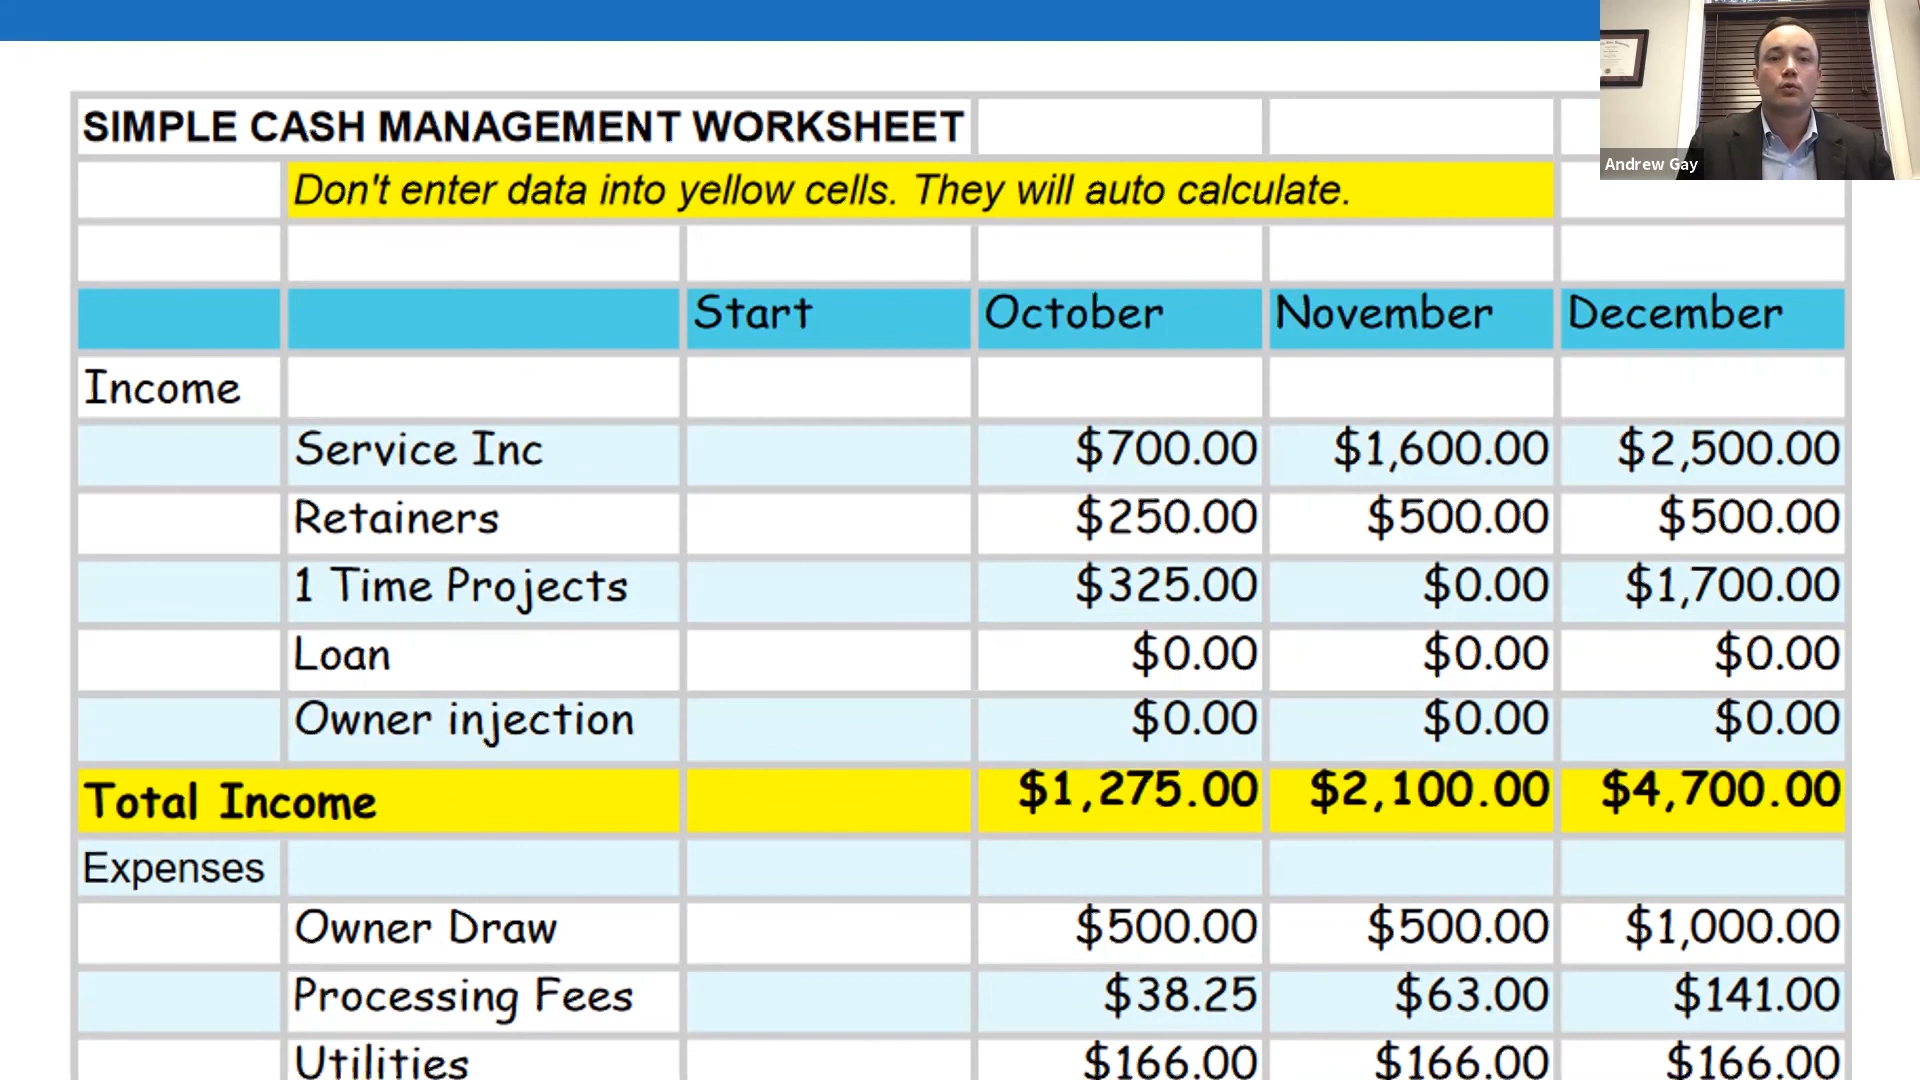 SIMPLE CASH MANAGEMENT WORKSHEET
Andrew Gay
Don't enter data into yellow cells. They will auto calculate.
Start October November December
Income
Service Inc $700.00 $1,600.00 $2,500.00
Retainers $250.00 $500.00 $500.00
1 Time Projects $325.00 $0.00 $1,700.00
Loan $0.00 $0.00 $0.00
Owner injection $0.00 $0.00 $0.00
Total Income $1,275.00 $2,100.00 $4,700.00
Expenses
Owner Draw $500.00 $500.00 $1,000.00
Processing Fees $38.25 $63.00 $141.00
Utilities $166.00 $166.00 $166.00